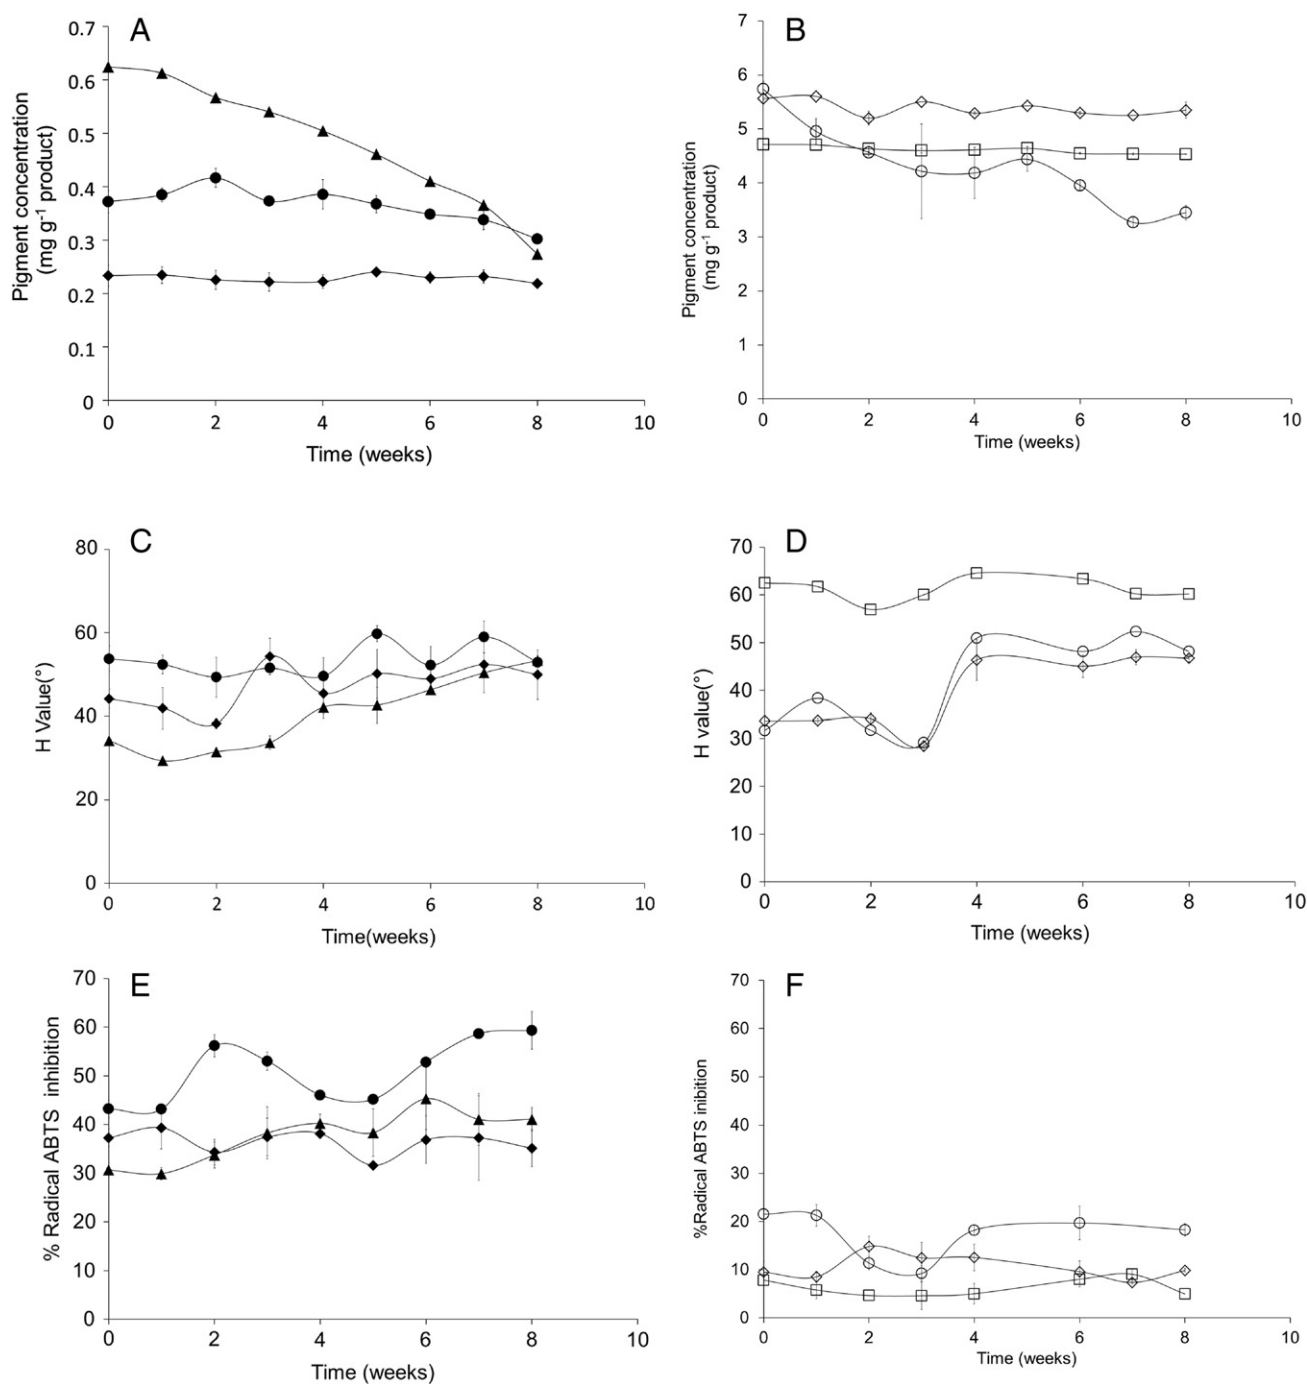 A
0.7
0.6
0.5
0.4
0.3
0.2
0.1
0
Pigment concentration
(mg g-1 product)
0 2 4 6 8 10
Time (weeks)
B
7
6
5
4
3
2
1
0
Pigment concentration
(mg g-1 product)
0 2 4 6 8 10
Time (weeks)
C
80
60
40
20
0
H Value(°)
0 2 4 6 8 10
Time(weeks)
D
70
60
50
40
30
20
10
0
H value(°)
0 2 4 6 8 10
Time (weeks)
E
70
60
50
40
30
20
10
0
% Radical ABTS inhibition
0 2 4 6 8 10
Time (weeks)
F
70
60
50
40
30
20
10
0
%Radical ABTS inibition
0 2 4 6 8 10
Time (weeks)